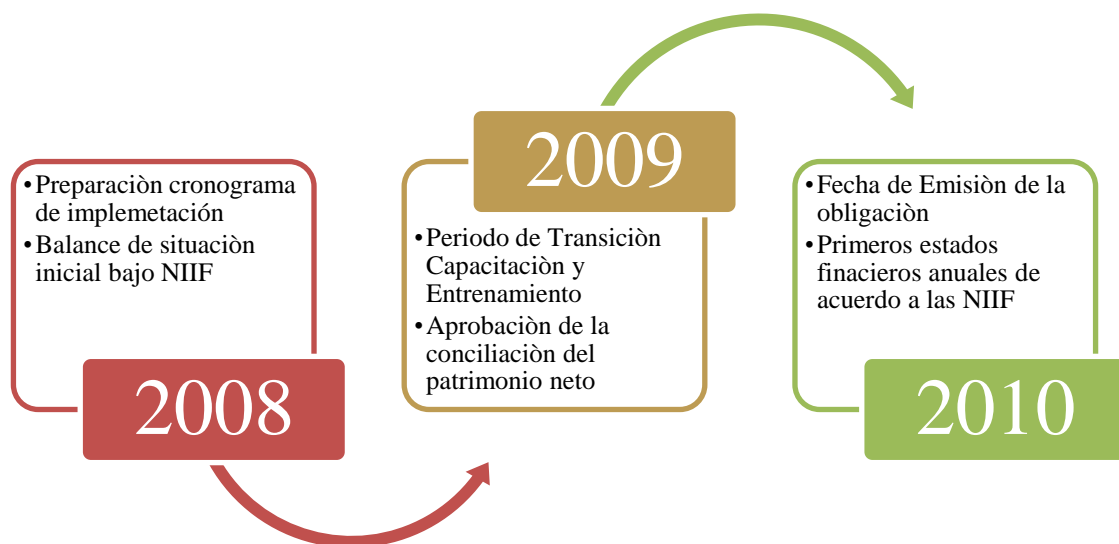 •Preparaciòn cronograma
de implemetación
•Balance de situaciòn
inicial bajo NIIF
2008
2009
•Periodo de Transiciòn
Capacitaciòn y
Entrenamiento
•Aprobaciòn de la
conciliaciòn del
patrimonio neto
•Fecha de Emisiòn de la
obligaciòn
•Primeros estados
finacieros anuales de
acuerdo a las NIIF
2010